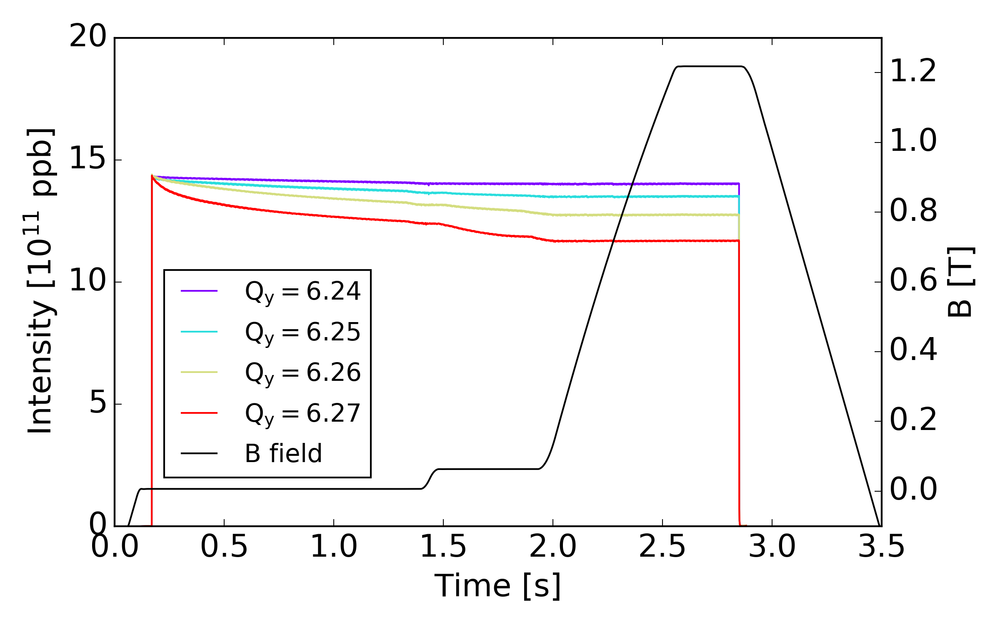 20
15
10
5
0
Intensity [10¹¹ ppb]
1.2
1.0
0.8
0.6
0.4
0.2
0.0
B [T]
Q_y = 6.24
Q_y = 6.25
Q_y = 6.26
Q_y = 6.27
B field
0.0 0.5 1.0 1.5 2.0 2.5 3.0 3.5
Time [s]